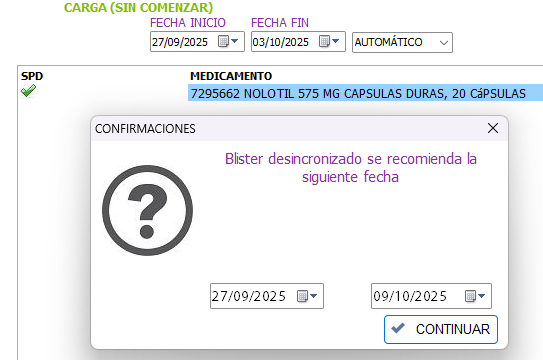 CARGA (SIN COMENZAR)
FECHA INICIO FECHA FIN
27/09/2025 03/10/2025 AUTOMÁTICO
SPD MEDICAMENTO
7295662 NOLOTIL 575 MG CAPSULAS DURAS, 20 CáPSULAS
CONFIRMACIONES
Blister desincronizado se recomienda la
siguiente fecha
27/09/2025 09/10/2025
CONTINUAR